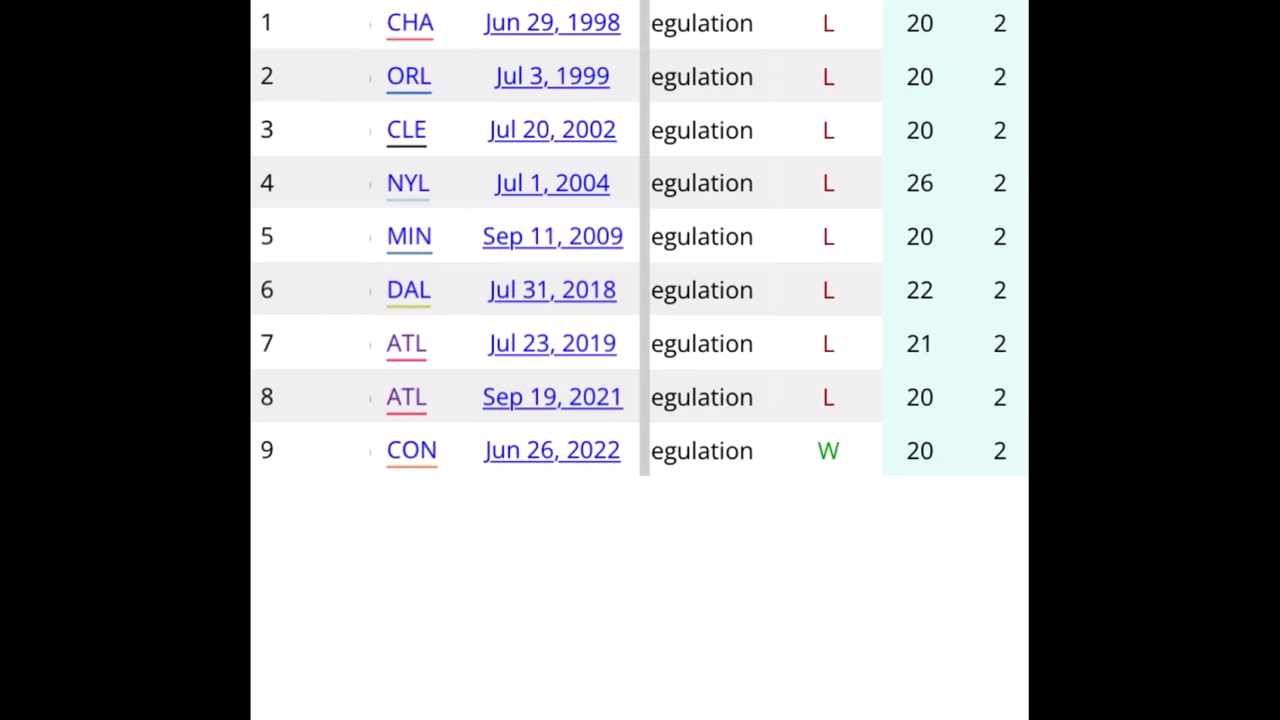 1 CHA Jun 29, 1998 egulation L 20 2
2 ORL Jul 3, 1999 egulation L 20 2
3 CLE Jul 20, 2002 egulation L 20 2
4 NYL Jul 1, 2004 egulation L 26 2
5 MIN Sep 11, 2009 egulation L 20 2
6 DAL Jul 31, 2018 egulation L 22 2
7 ATL Jul 23, 2019 egulation L 21 2
8 ATL Sep 19, 2021 egulation L 20 2
9 CON Jun 26, 2022 egulation W 20 2